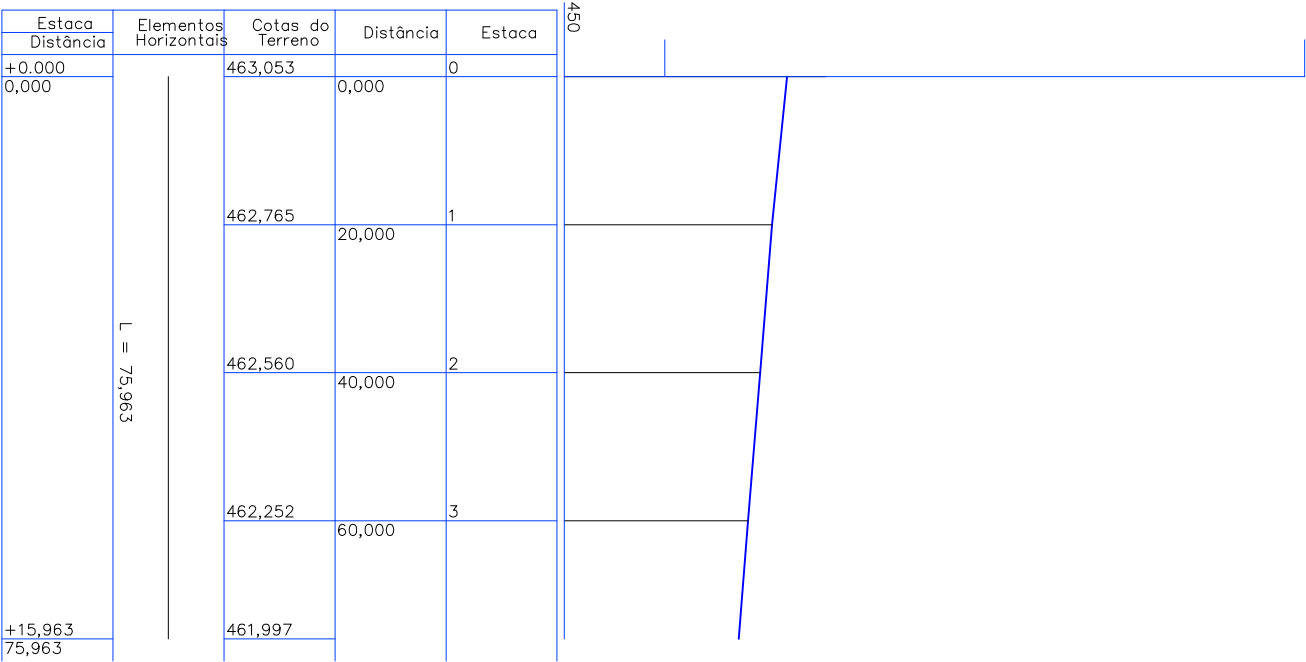 Estaca
Distância
Elementos
Horizontais
Cotas do
Terreno
Distância
Estaca
450
+0.000
0,000
463,053
0,000
0
462,765
20,000
1
L = 75,963
462,560
40,000
2
462,252
60,000
3
+15,963
75,963
461,997